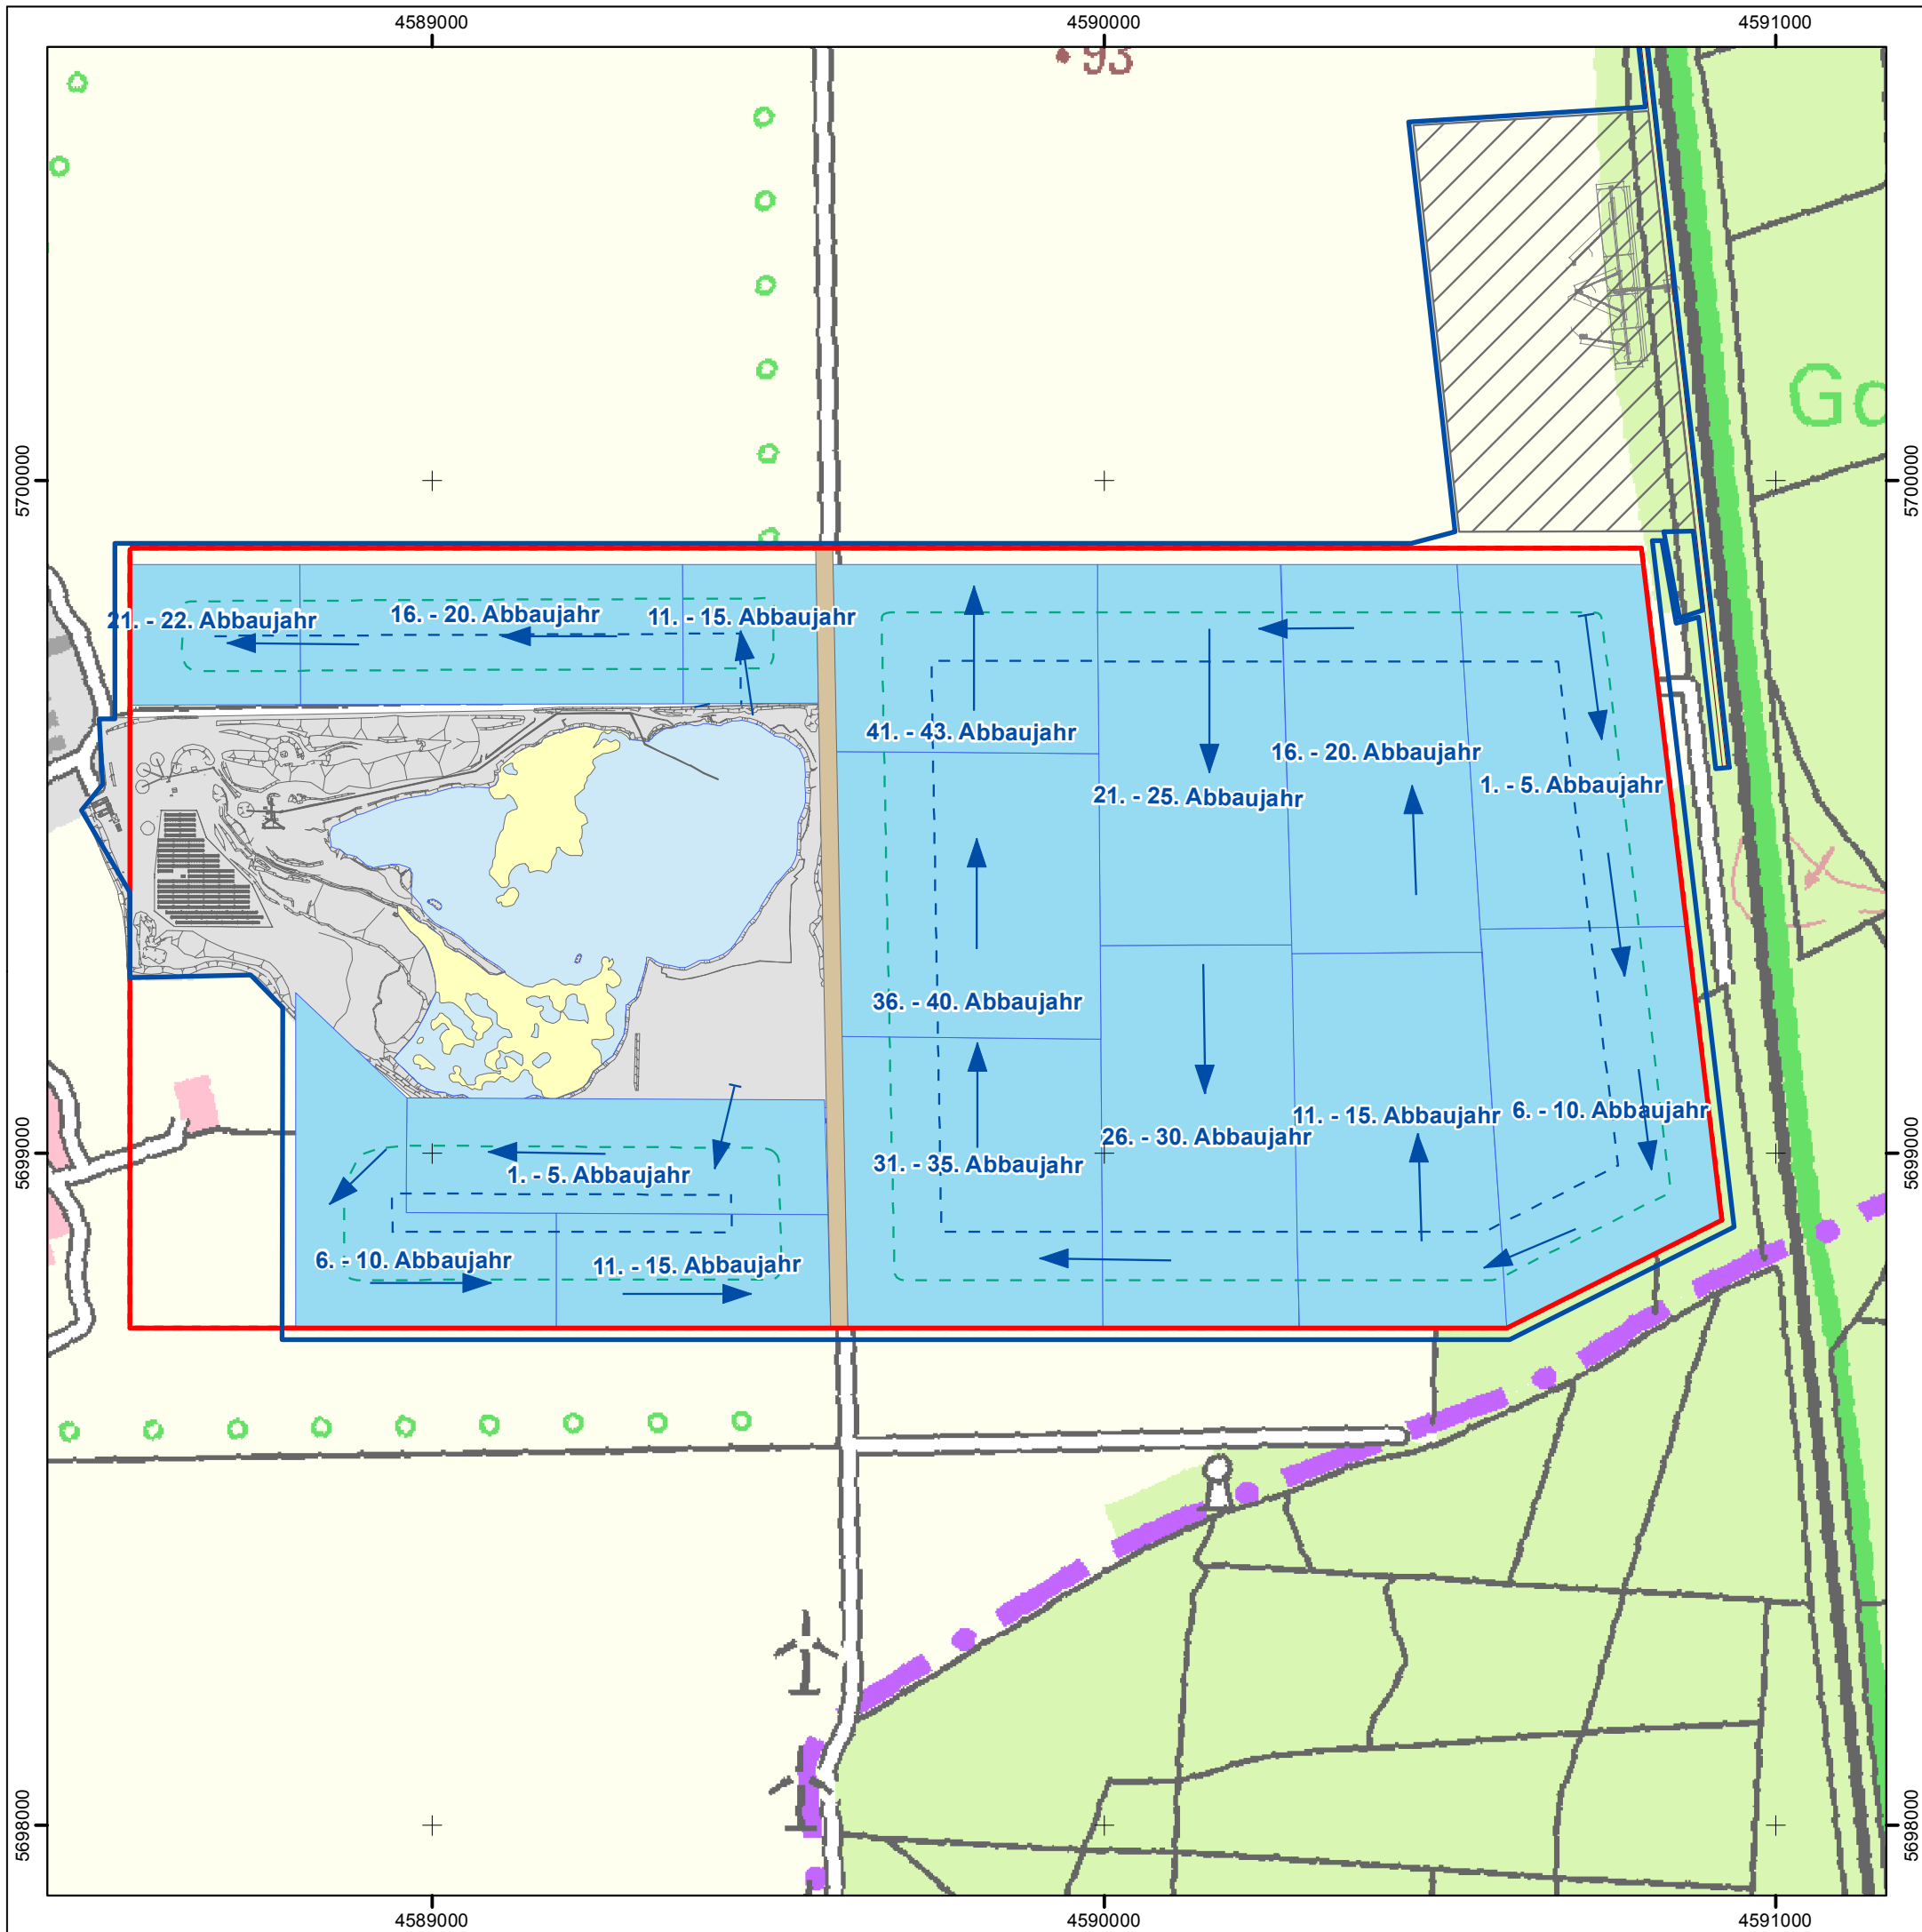 4589000
4590000
4591000
93
Go
5700000
5700000
21. - 22. Abbaujahr
16. - 20. Abbaujahr
11. - 15. Abbaujahr
41. - 43. Abbaujahr
16. - 20. Abbaujahr
21. - 25. Abbaujahr
1. - 5. Abbaujahr
36. - 40. Abbaujahr
11. - 15. Abbaujahr
6. - 10. Abbaujahr
26. - 30. Abbaujahr
31. - 35. Abbaujahr
5699000
5699000
1. - 5. Abbaujahr
6. - 10. Abbaujahr
11. - 15. Abbaujahr
5698000
5698000
4589000
4590000
4591000